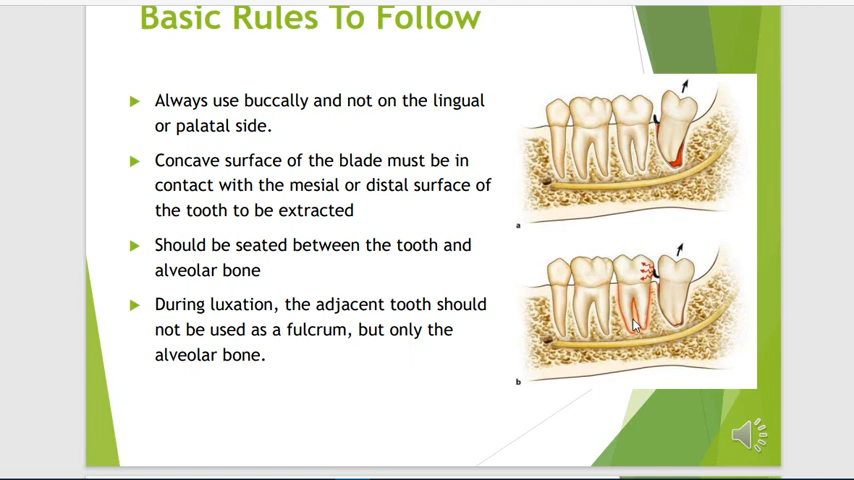 Basic Rules To Follow
Always use buccally and not on the lingual
or palatal side.
Concave surface of the blade must be in
contact with the mesial or distal surface of
the tooth to be extracted
Should be seated between the tooth and
alveolar bone
During luxation, the adjacent tooth should
not be used as a fulcrum, but only the
alveolar bone.
a
b